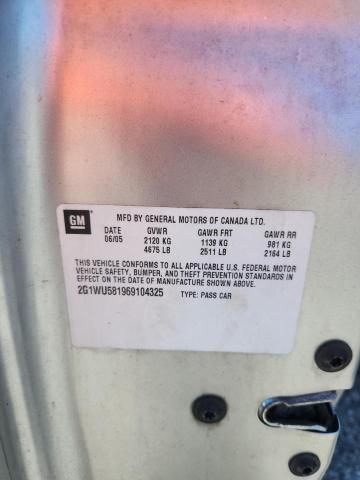 GM
MFD BY GENERAL MOTORS OF CANADA LTD.
DATE GVWR GAWR FRT GAWR RR
06/05 2120 KG 1139 KG 981 KG
4675 LB 2511 LB 2164 LB
THIS VEHICLE CONFORMS TO ALL APPLICABLE U.S. FEDERAL MOTOR
VEHICLE SAFETY, BUMPER, AND THEFT PREVENTION STANDARDS IN
EFFECT ON THE DATE OF MANUFACTURE SHOWN ABOVE.
2G1WU581969104325 TYPE: PASS CAR